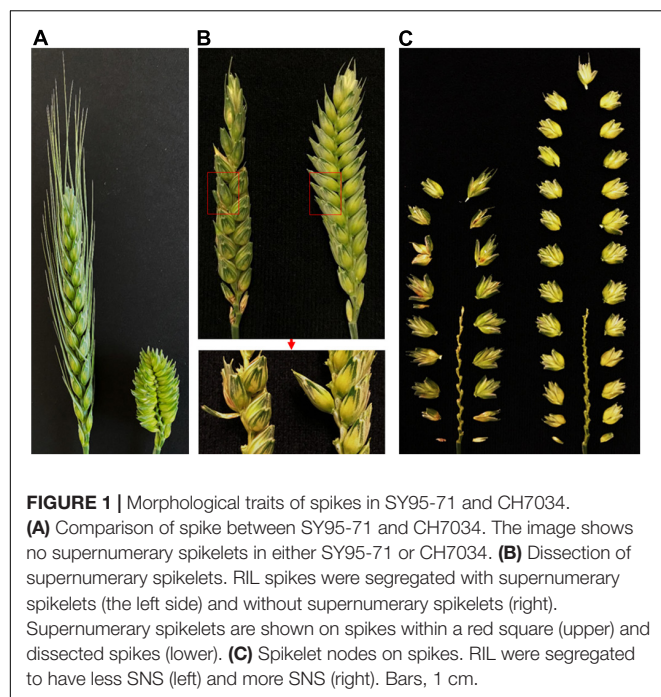 A
B
C
FIGURE 1 | Morphological traits of spikes in SY95-71 and CH7034.
(A) Comparison of spike between SY95-71 and CH7034. The image shows
no supernumerary spikelets in either SY95-71 or CH7034. (B) Dissection of
supernumerary spikelets. RIL spikes were segregated with supernumerary
spikelets (the left side) and without supernumerary spikelets (right).
Supernumerary spikelets are shown on spikes within a red square (upper) and
dissected spikes (lower). (C) Spikelet nodes on spikes. RIL were segregated
to have less SNS (left) and more SNS (right). Bars, 1 cm.